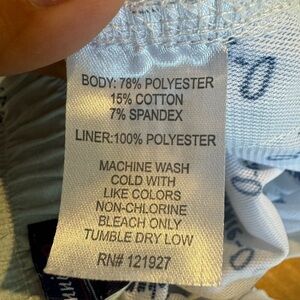 BODY: 78% POLYESTER
15% COTTON
7% SPANDEX
LINER:100% POLYESTER
MACHINE WASH
COLD WITH
LIKE COLORS
NON-CHLORINE
BLEACH ONLY
TUMBLE DRY LOW
RN# 121927